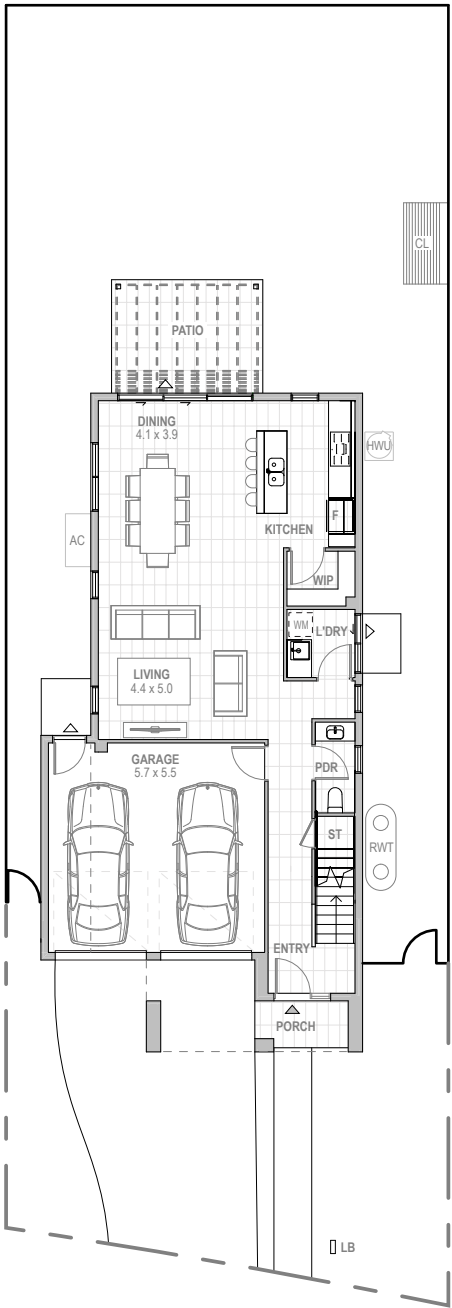 CL
PATIO
DINING
4.1 x 3.9
HWU
F
KITCHEN
AC
WIP
WM
L'DRY
LIVING
4.4 x 5.0
GARAGE
5.7 x 5.5
PDR
ST
RWT
ENTRY
PORCH
LB